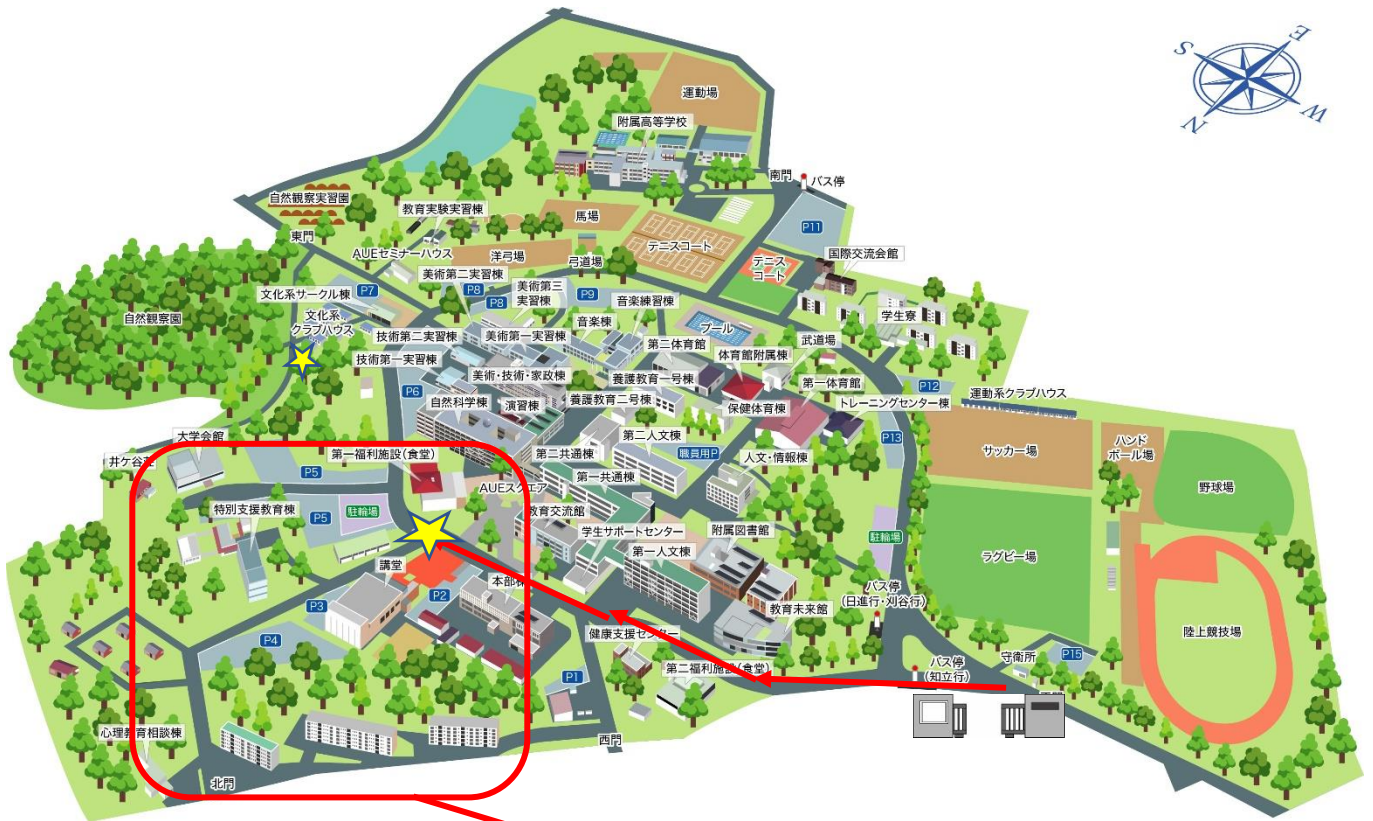 E
S
W
N
運動場
附属高等学校
南門
バス停
自然観察実習園
教育実験実習棟
馬場
P11
東門
AUEセミナーハウス
洋弓場
弓道場
テニスコート
テニス
コート
国際交流会館
美術第二実習棟
文化系サークル棟
P7
P8
P8
美術第三
実習棟
P9
音楽練習棟
自然観察園
文化系
クラブハウス
技術第二実習棟
美術第一実習棟
音楽棟
プール
学生寮
技術第一実習棟
第二体育館
体育館附属棟
武道場
美術・技術・家政棟
養護教育一号棟
第一体育館
P12
P6
自然科学棟
演習棟
養護教育二号棟
保健体育棟
トレーニングセンター棟
運動系クラブハウス
大学会館
第二人文棟
P13
サッカー場
ハンド
ボール場
井ケ谷荘
第一福利施設(食堂)
第二共通棟
職員用P
人文・情報棟
P5
AUEスクエア
第一共通棟
野球場
特別支援教育棟
P5
駐輪場
教育交流館
学生サポートセンター
附属図書館
駐輪場
ラグビー場
講堂
第一人文棟
本部棟
バス停
(日進行・刈谷行)
P3
P2
教育未来館
陸上競技場
P4
健康支援センター
第二福利施設(食堂)
バス停
(知立行)
守衛所
P15
P1
心理教育相談棟
西門
北門